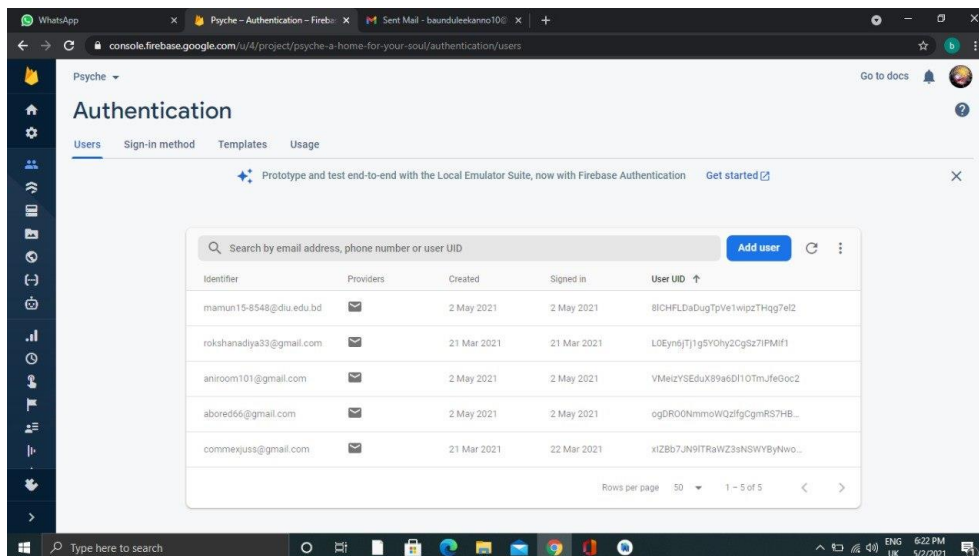 WhatsApp
Psyche – Authentication – Fireba
Sent Mail - baunduleekanno10@
console.firebase.google.com/u/4/project/psyche-a-home-for-your-soul/authentication/users
Psyche
Go to docs
Authentication
Users Sign-in method Templates Usage
Prototype and test end-to-end with the Local Emulator Suite, now with Firebase Authentication Get started
Search by email address, phone number or user UID
Add user
Identifier Providers Created Signed in User UID
mamun15-8548@diu.edu.bd 2 May 2021 2 May 2021 8lCHFLDaDugTpVe1wipzTHqg7el2
rokshanadiya33@gmail.com 21 Mar 2021 21 Mar 2021 L0Eyn6jTj1g5YOhy2CgSz7IPMif1
aniroom101@gmail.com 2 May 2021 2 May 2021 VMeizYSEduX89a6Dl1OTmJfeGoc2
abored66@gmail.com 2 May 2021 2 May 2021 ogDRO0NmmoWQzlfgCgmRS7HB...
commexjuss@gmail.com 21 Mar 2021 22 Mar 2021 xIZBb7JN9lTRaWZ3sNSWYByNwo...
Rows per page 50 1 – 5 of 5
b
Type here to search
ENG 6:22 PM
UK 5/2/2021